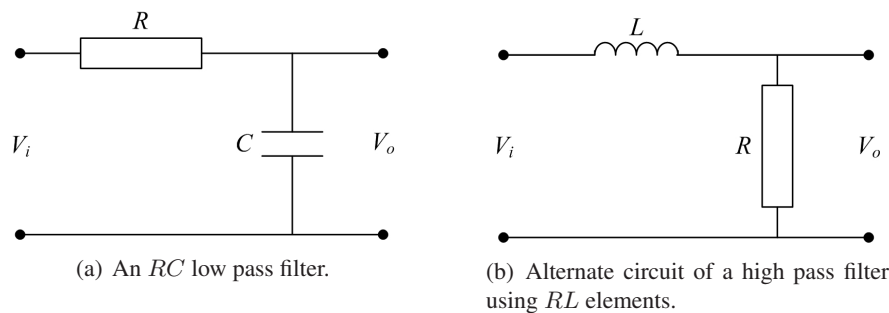 R
C
V_i
V_o
(a) An RC low pass filter.
L
R
V_i
V_o
(b) Alternate circuit of a high pass filter
using RL elements.